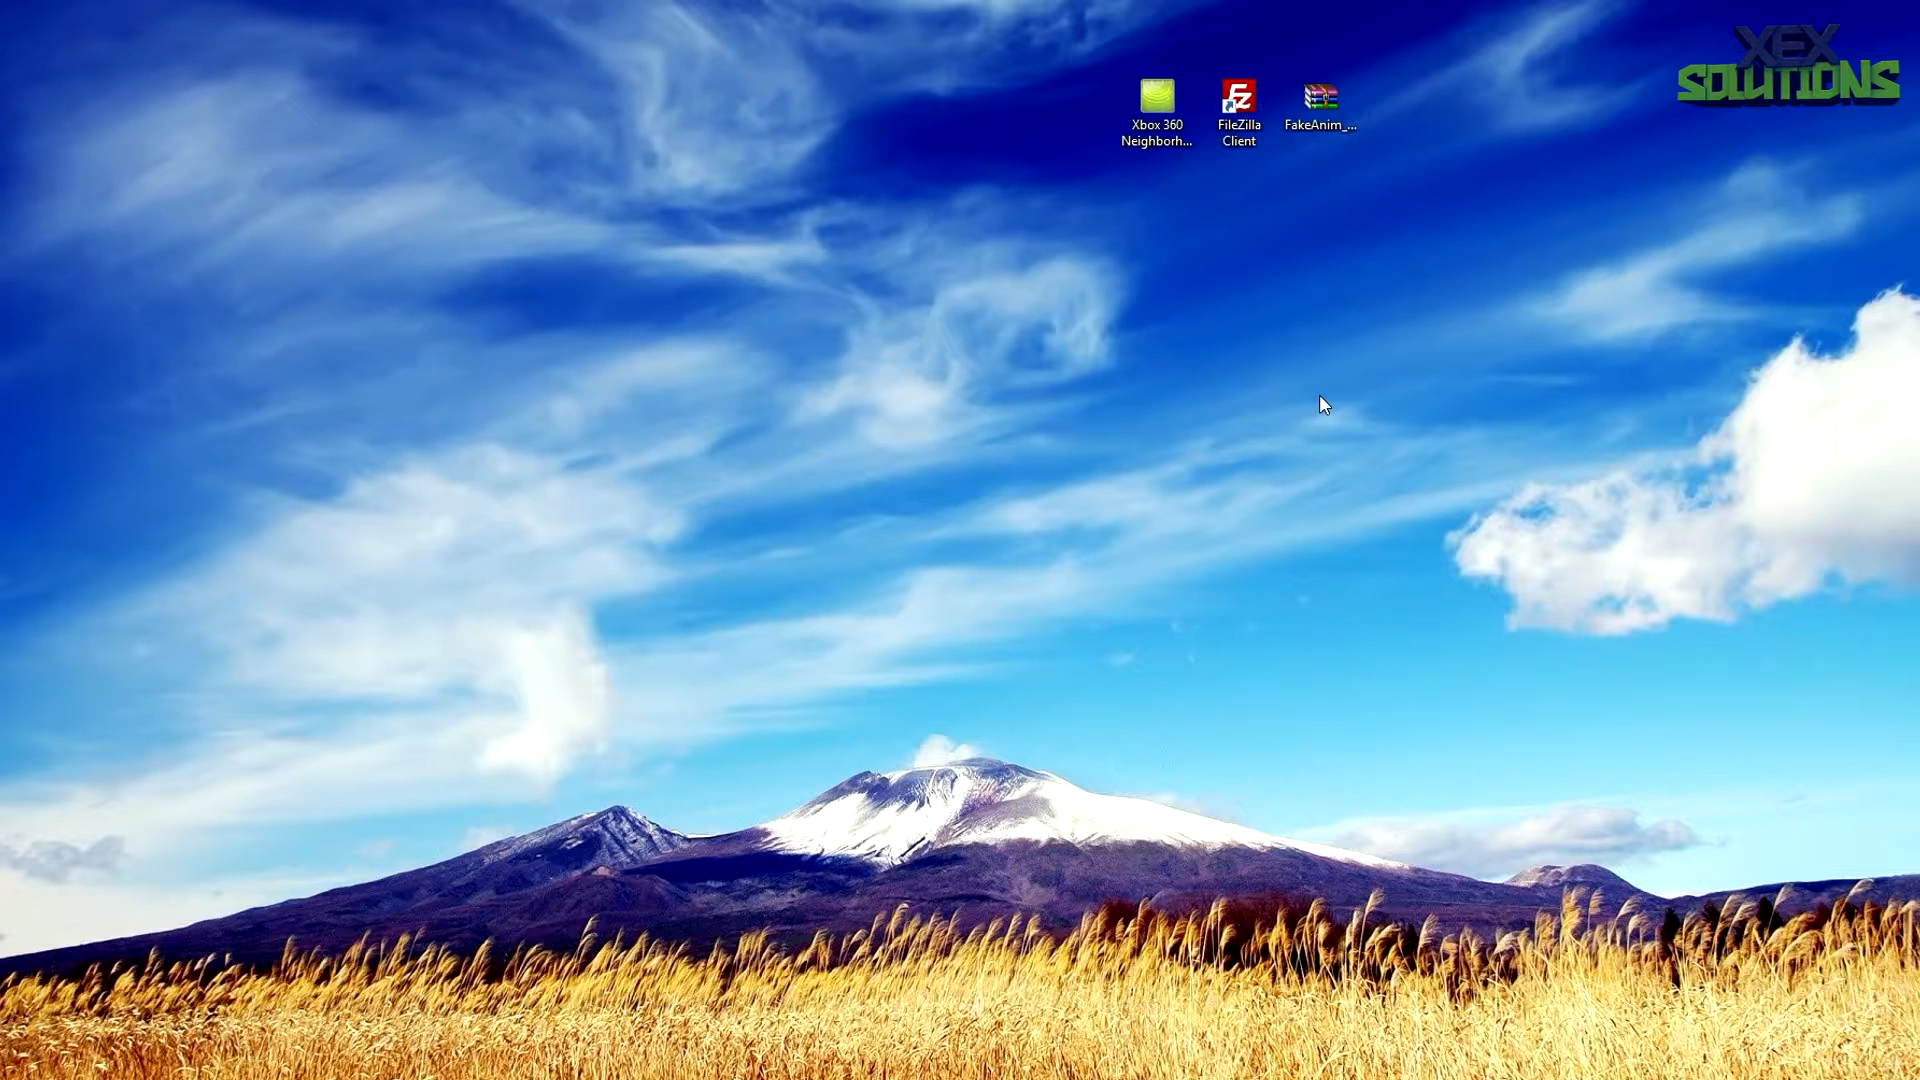 XEX
SOLUTIONS
Xbox 360
Neighborh...
FileZilla
Client
FakeAnim_...